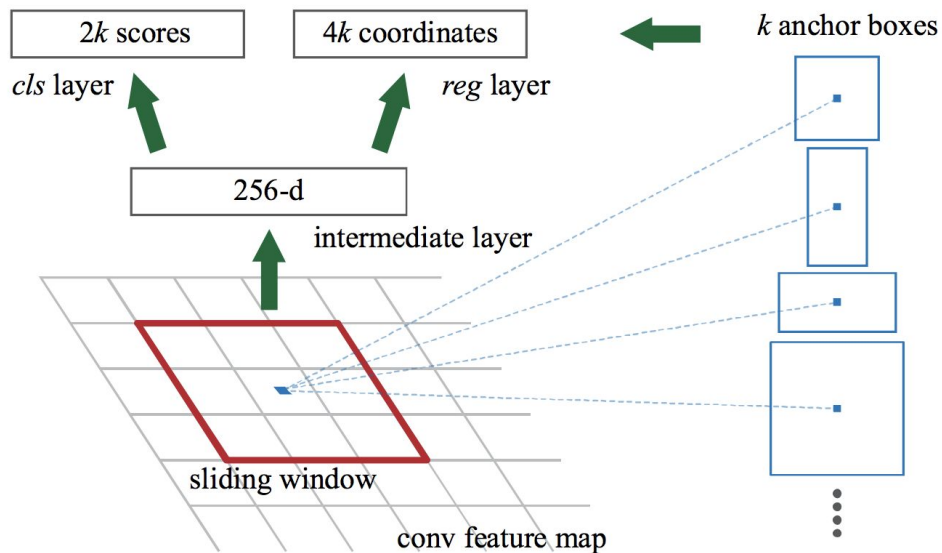 2k scores
4k coordinates
k anchor boxes
cls layer
reg layer
256-d
intermediate layer
sliding window
conv feature map